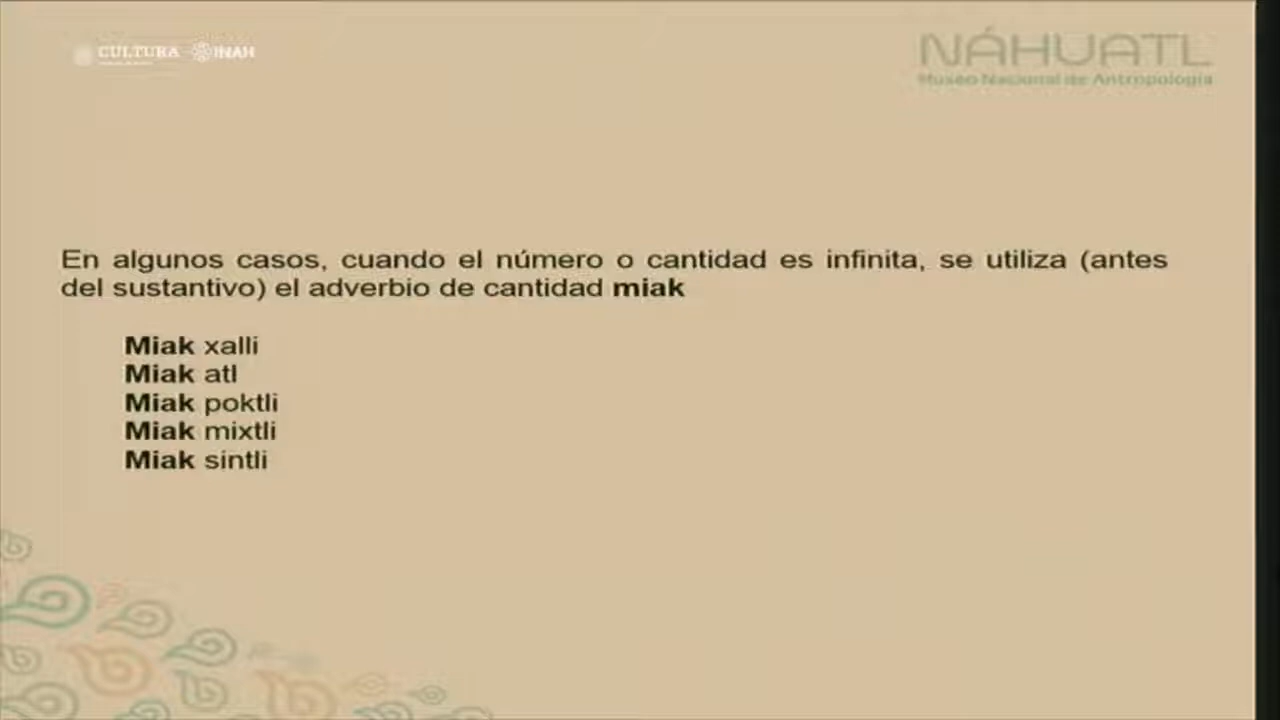 CULTURA INAH
NÁHUATL
Museo Nacional de Antropología
En algunos casos, cuando el número o cantidad es infinita, se utiliza (antes
del sustantivo) el adverbio de cantidad miak
Miak xalli
Miak atl
Miak poktli
Miak mixtli
Miak sintli